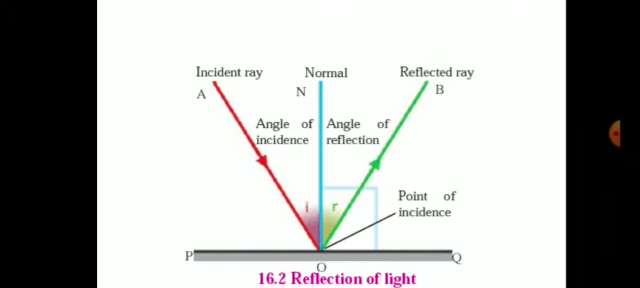 Incident ray
Normal
Reflected ray
A
N
B
Angle of
incidence
Angle of
reflection
i
r
Point of
incidence
P
O
Q
16.2 Reflection of light